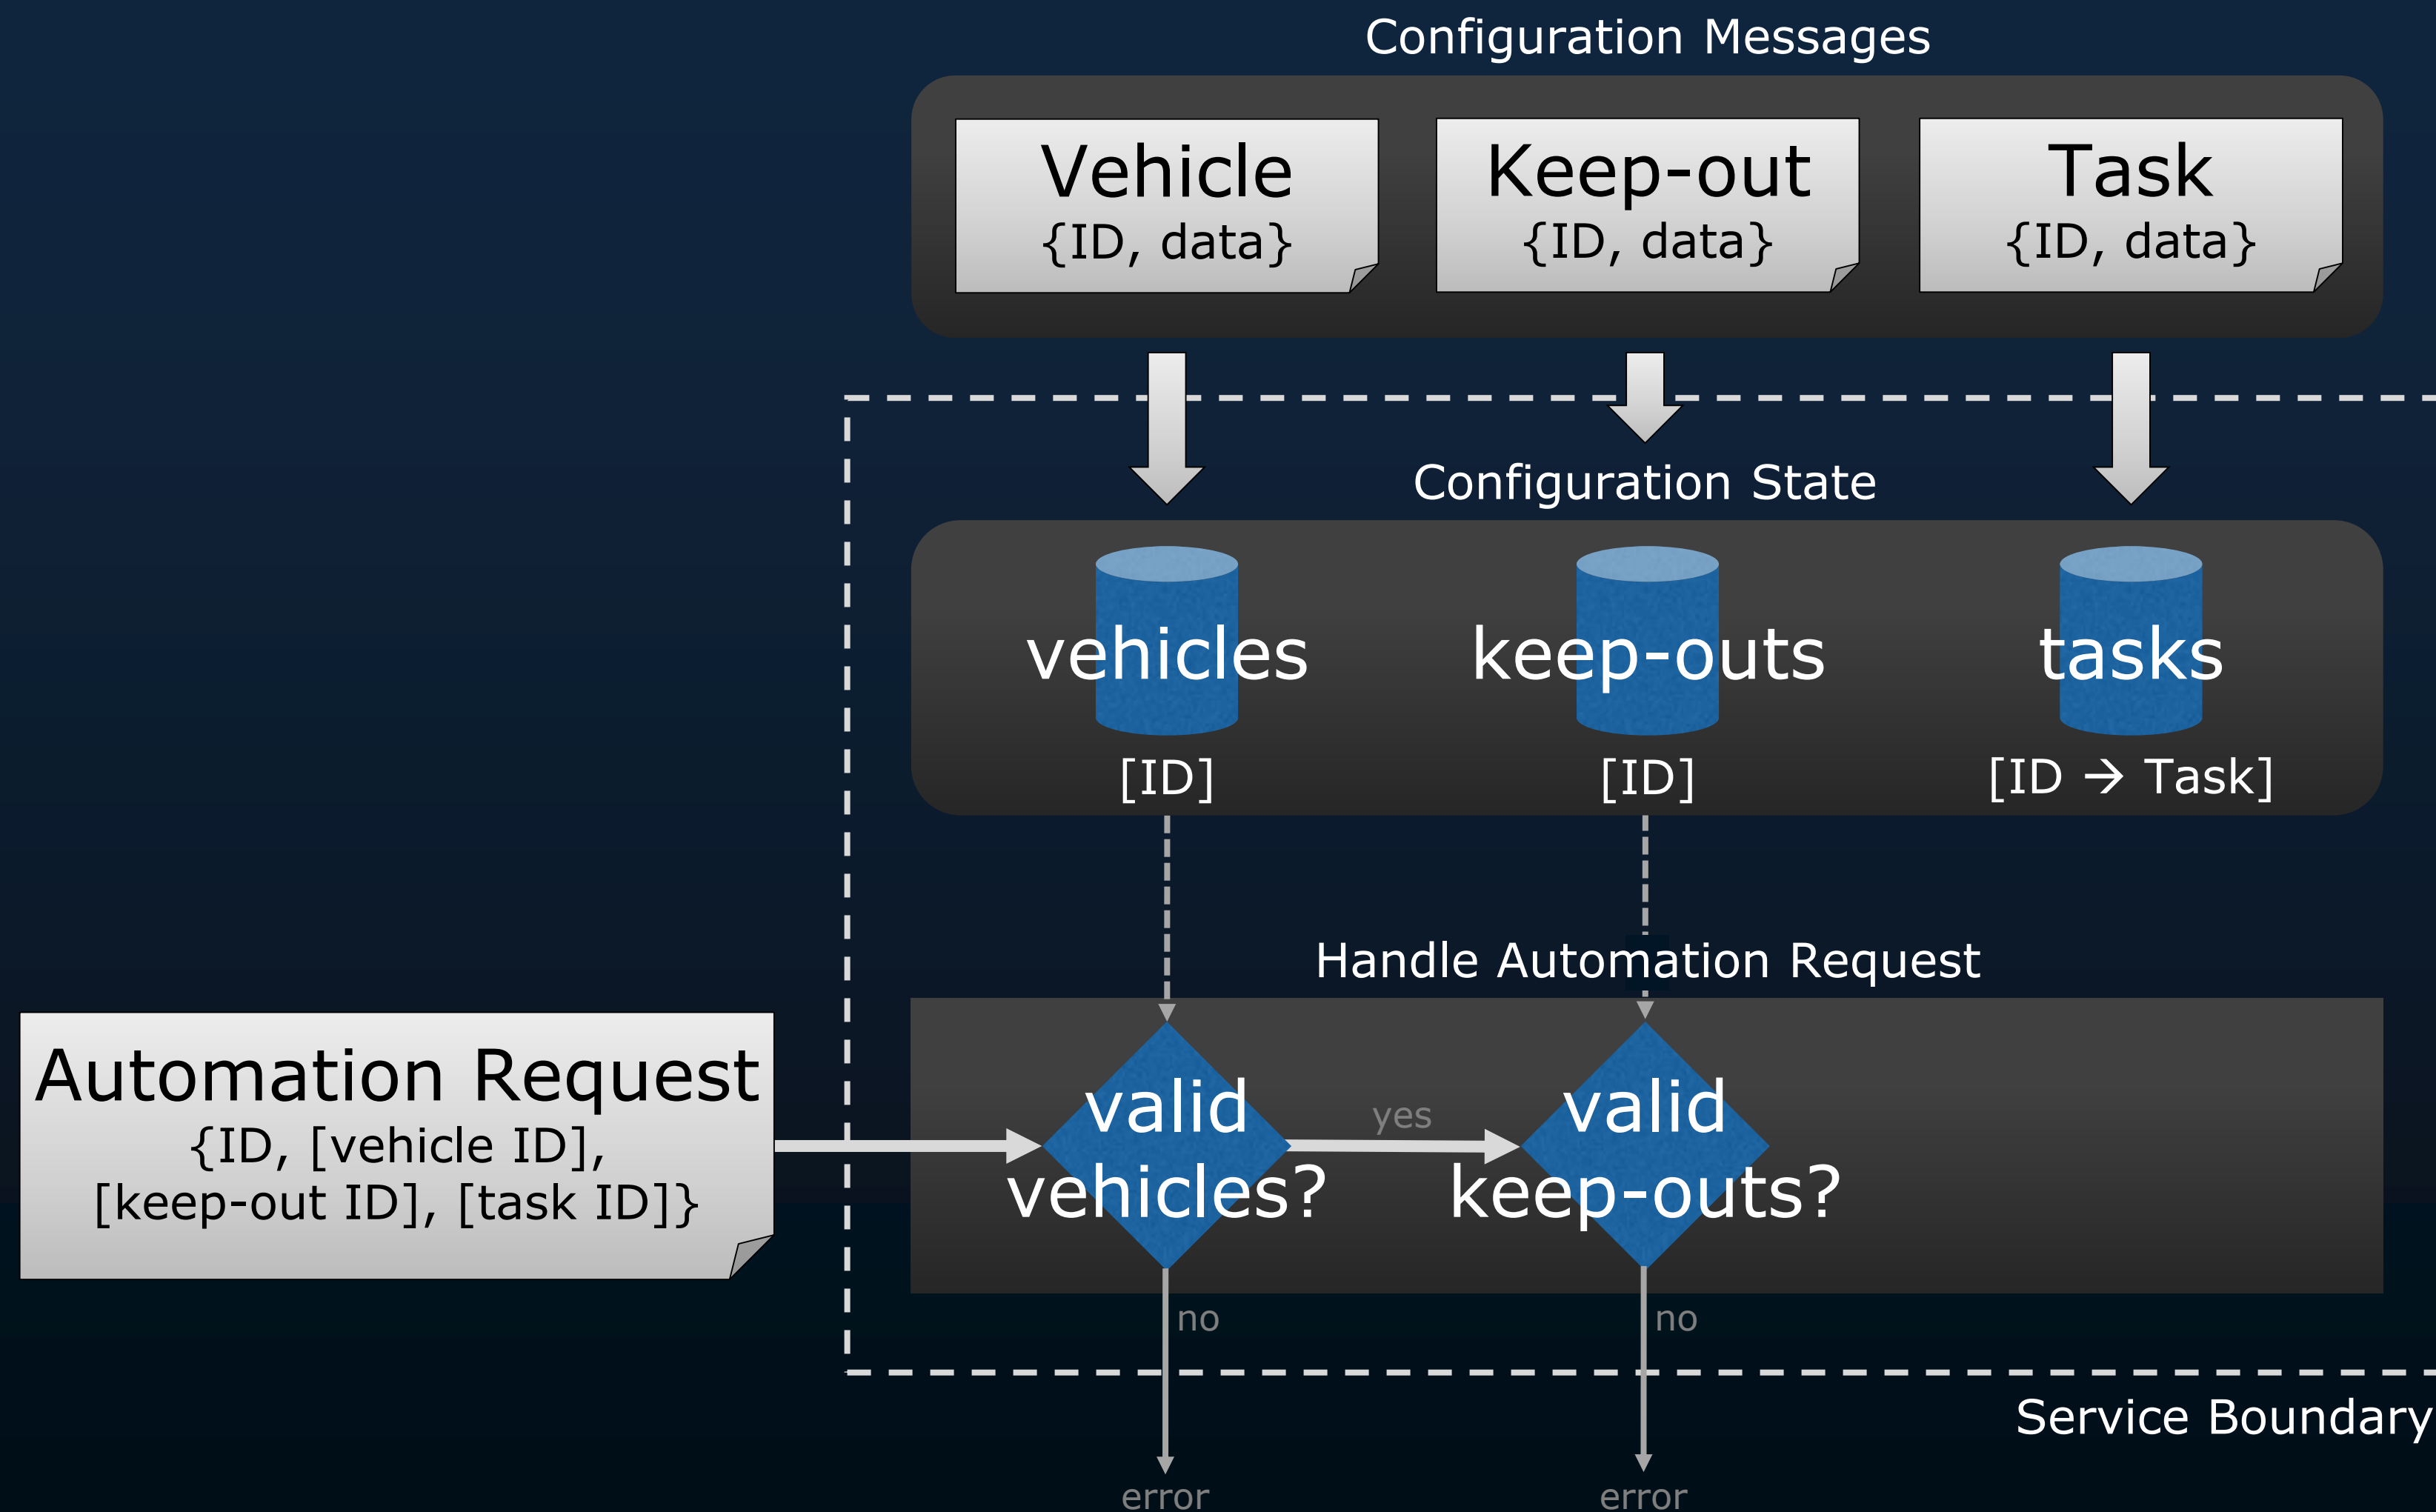 Configuration Messages
Vehicle
{ID, data}
Keep-out
{ID, data}
Task
{ID, data}
Configuration State
vehicles
[ID]
keep-outs
[ID]
tasks
[ID → Task]
Handle Automation Request
Automation Request
{ID, [vehicle ID],
[keep-out ID], [task ID]}
valid
vehicles?
yes
valid
keep-outs?
no
no
Service Boundary
error
error